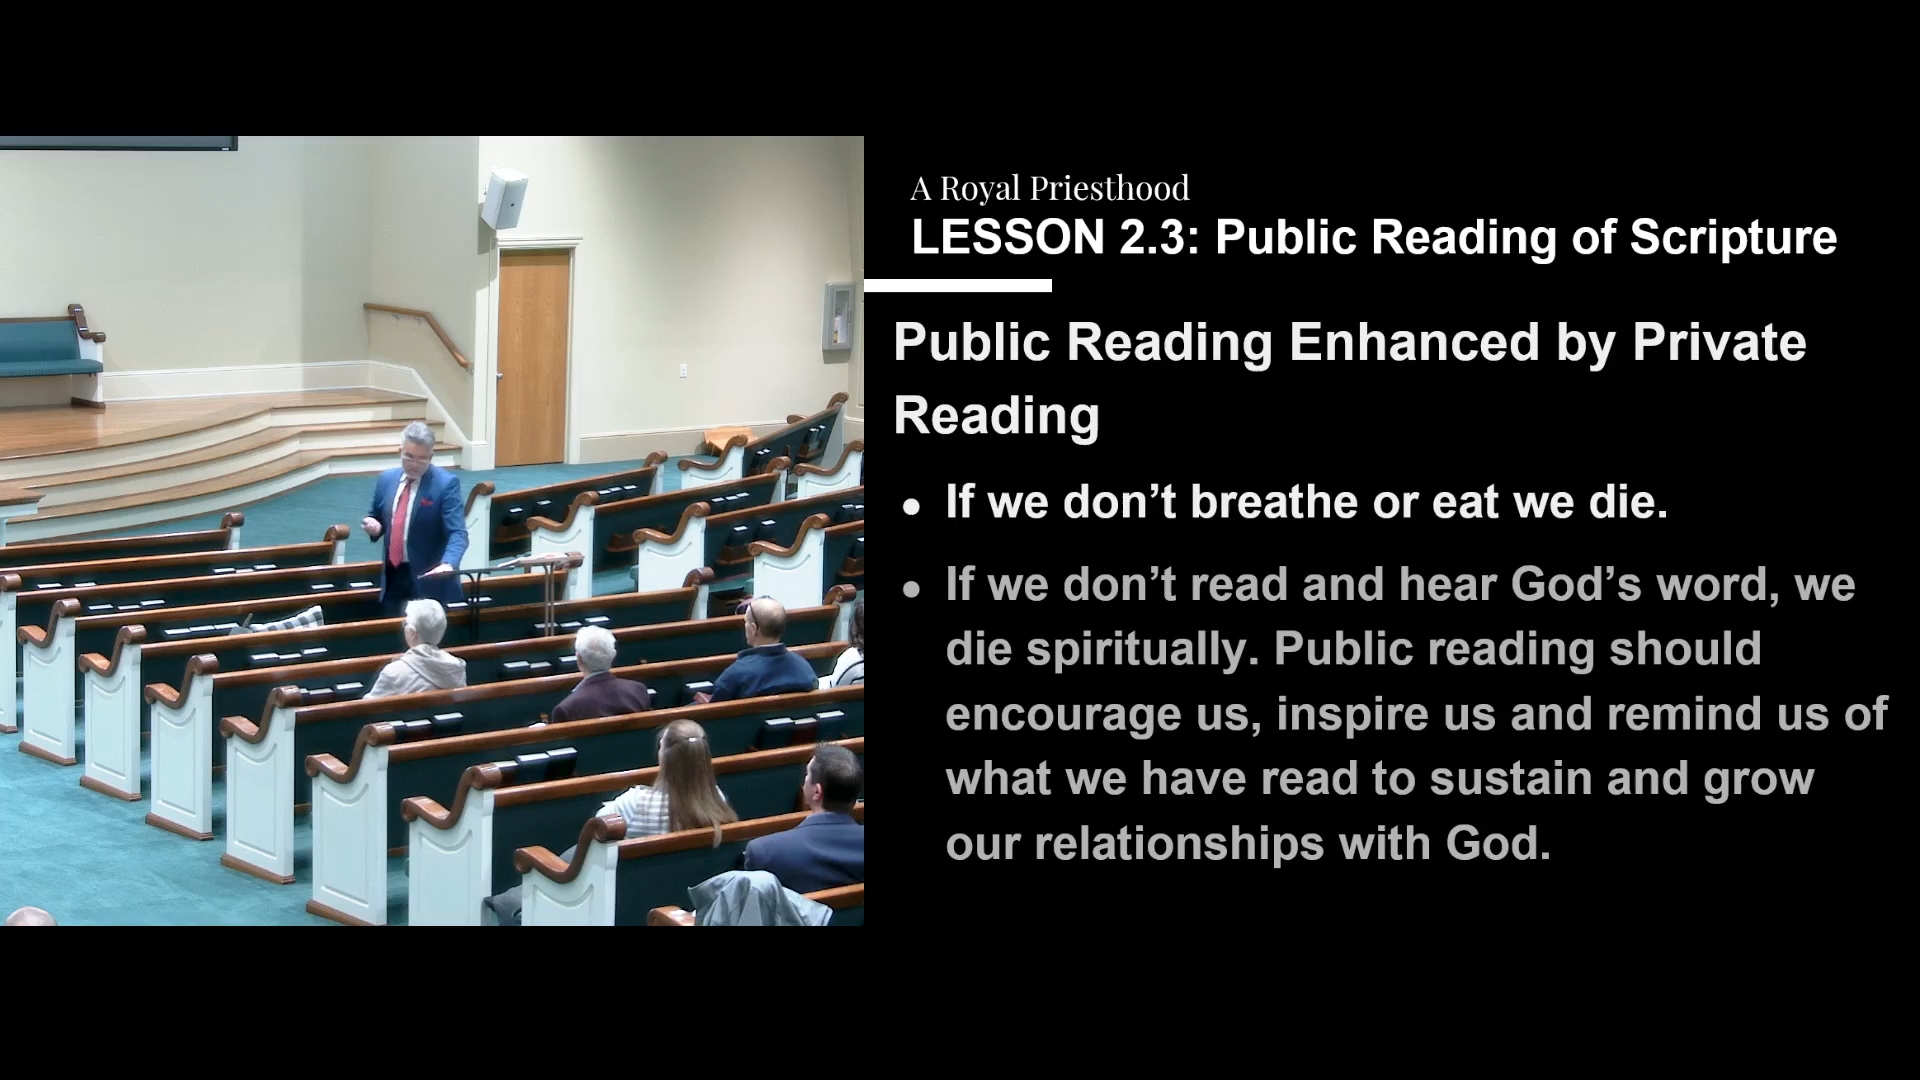 A Royal Priesthood
LESSON 2.3: Public Reading of Scripture
Public Reading Enhanced by Private
Reading
● If we don’t breathe or eat we die.
● If we don’t read and hear God’s word, we
die spiritually. Public reading should
encourage us, inspire us and remind us of
what we have read to sustain and grow
our relationships with God.